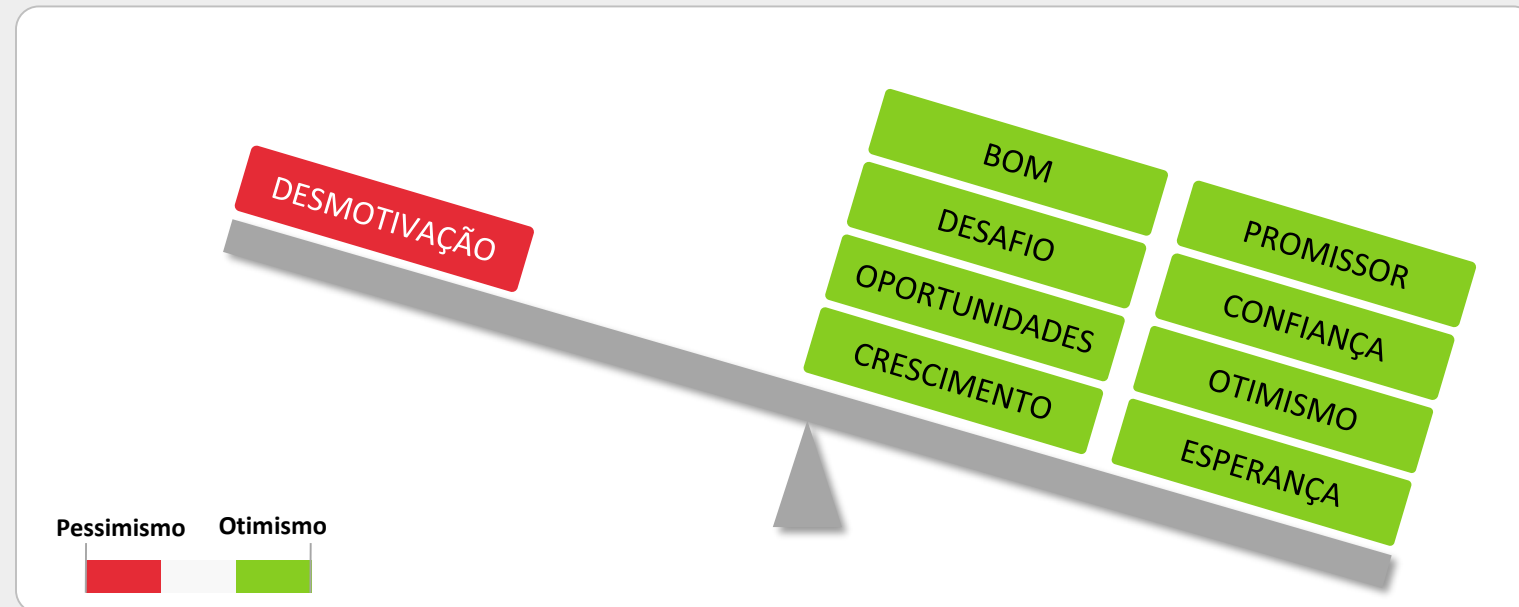 DESMOTIVAÇÃO
BOM
DESAFIO
OPORTUNIDADES
CRESCIMENTO
PROMISSOR
CONFIANÇA
OTIMISMO
ESPERANÇA
Pessimismo
Otimismo